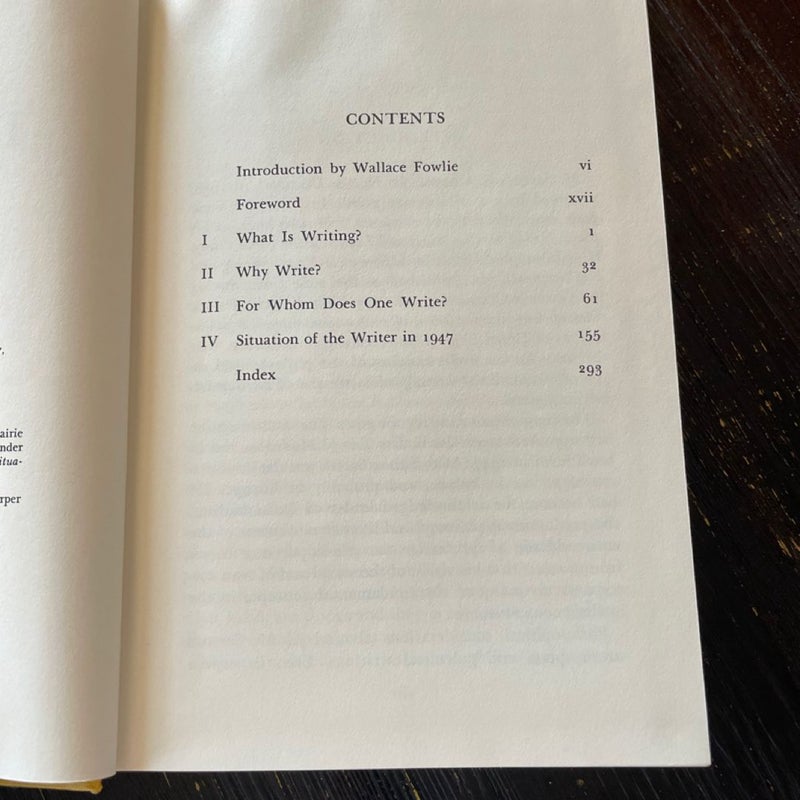 airie
nder
itua-
rper
CONTENTS
Introduction by Wallace Fowlie vi
Foreword xvii
I What Is Writing? 1
II Why Write? 32
III For Whom Does One Write? 61
IV Situation of the Writer in 1947 155
Index 293